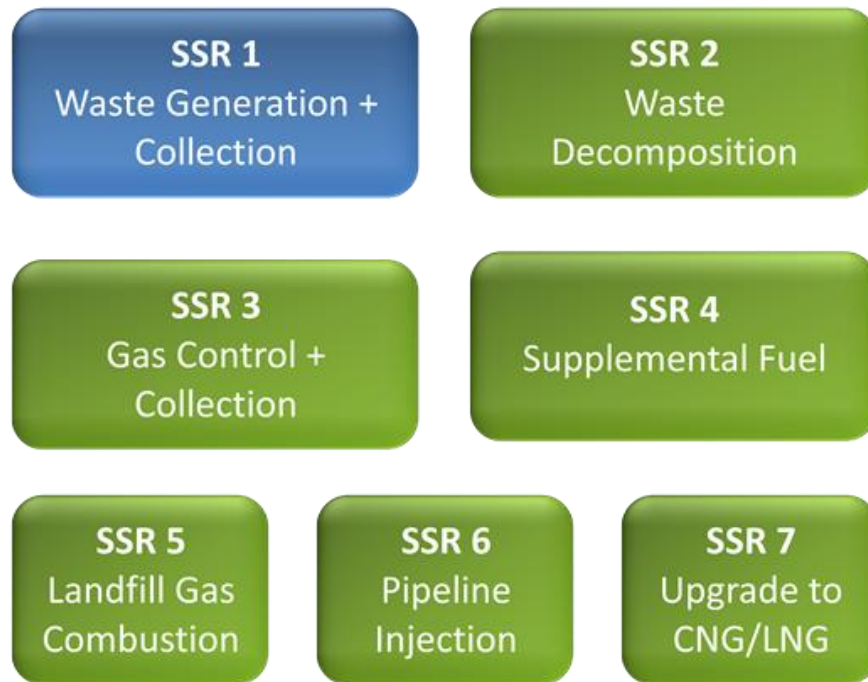 SSR 1
Waste Generation +
Collection
SSR 2
Waste
Decomposition
SSR 3
Gas Control +
Collection
SSR 4
Supplemental Fuel
SSR 5
Landfill Gas
Combustion
SSR 6
Pipeline
Injection
SSR 7
Upgrade to
CNG/LNG